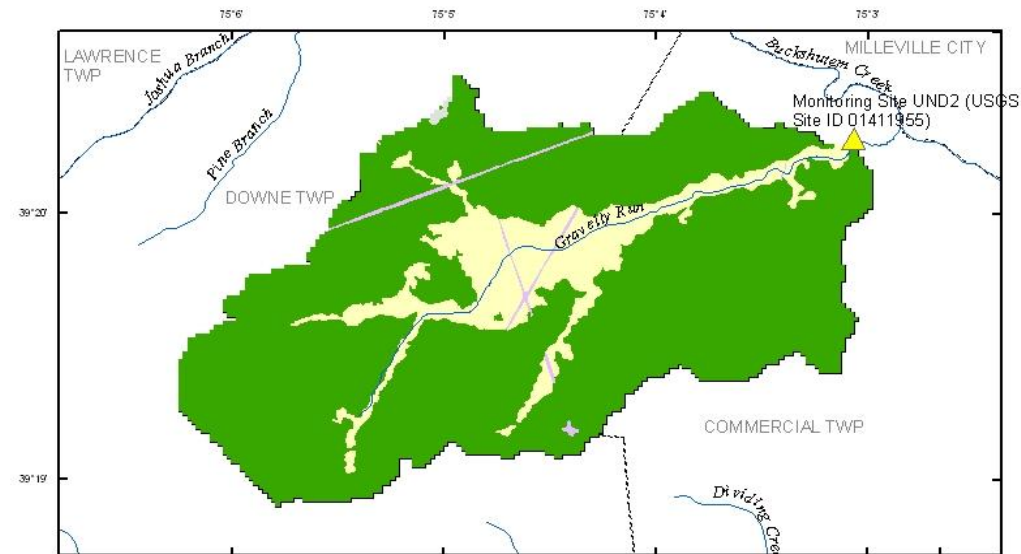 75°6' 75°5' 75°4' 75°3'
LAWRENCE
TWP
Joshua Branch
Pine Branch
Buckshutem Creek
MILLEVILLE CITY
Monitoring Site UND2 (USGS
Site ID 01411955)
DOWNE TWP
39°20'
Gravelly Run
COMMERCIAL TWP
39°19'
Dividing Cree